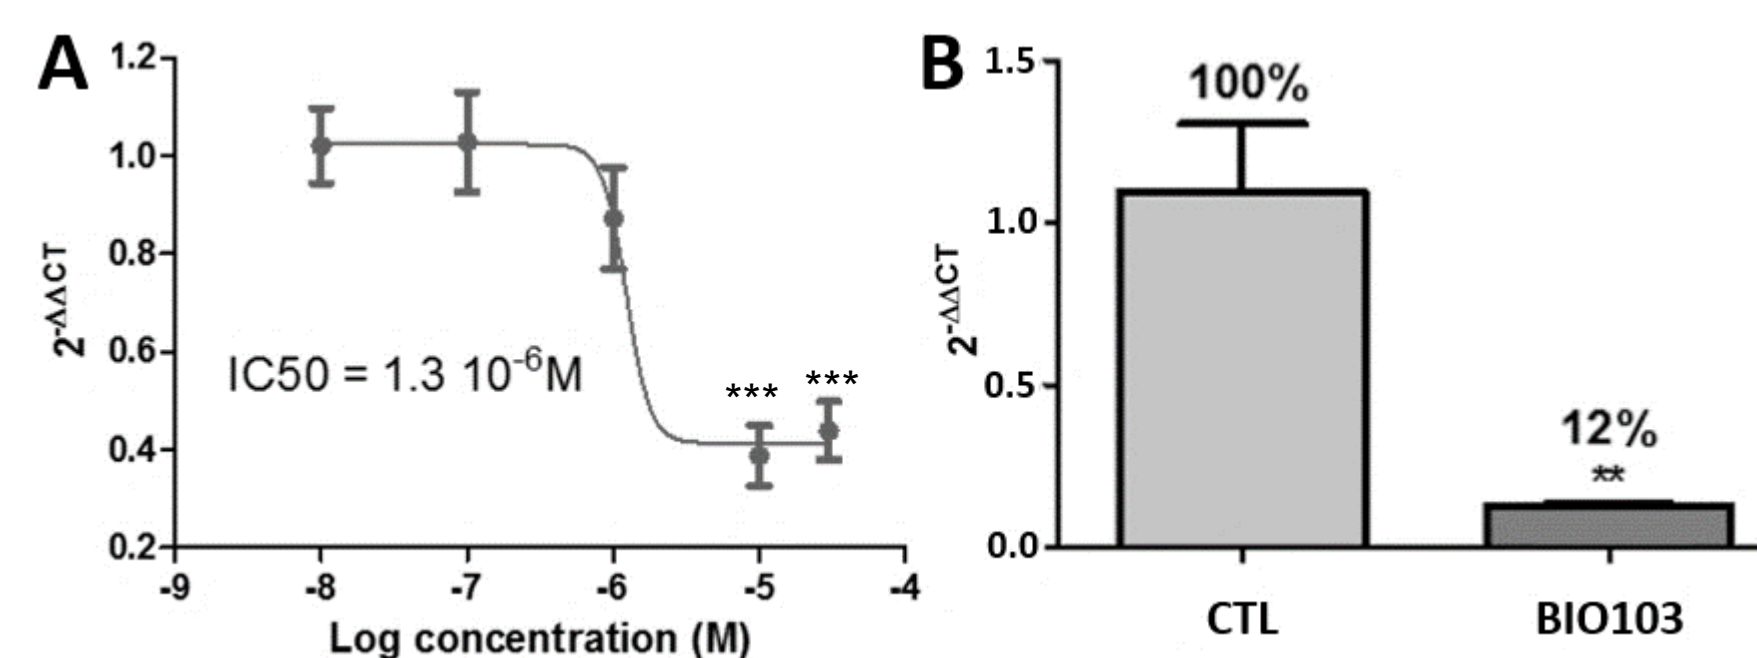 A
1.2
1.0
0.8
0.6
0.4
0.2
2^-ΔΔCT
IC50 = 1.3 10^-6M
***
***
-9 -8 -7 -6 -5 -4
Log concentration (M)
B
1.5
1.0
0.5
0.0
2^-ΔΔCT
100%
12%
**
CTL BIO103